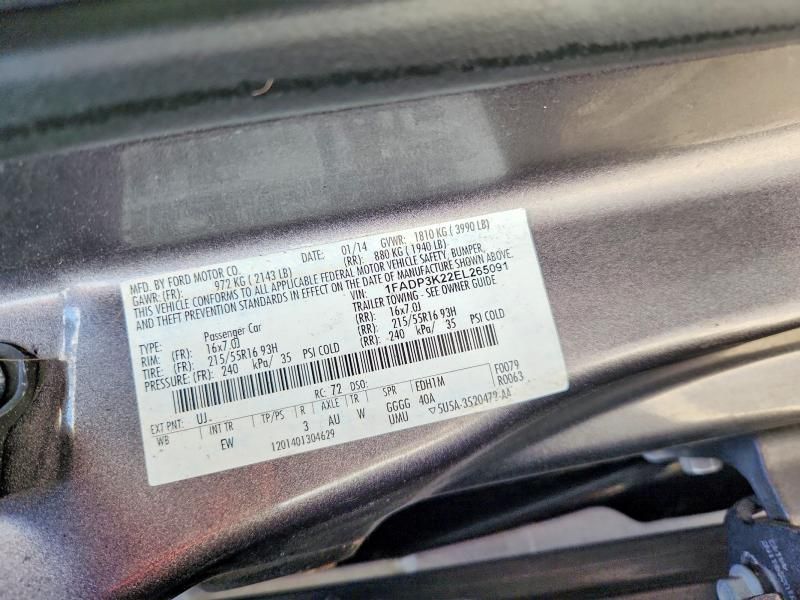 MFD. BY FORD MOTOR CO. DATE: 01/14 GVWR: 1810 KG ( 3990 LB)
GAWR: (FR): 972 KG ( 2143 LB) (RR): 880 KG ( 1940 LB)
THIS VEHICLE CONFORMS TO ALL APPLICABLE FEDERAL MOTOR VEHICLE SAFETY, BUMPER,
AND THEFT PREVENTION STANDARDS IN EFFECT ON THE DATE OF MANUFACTURE SHOWN ABOVE.
VIN: 1FADP3K22EL265091
TYPE: Passenger Car TRAILER TOWING - SEE OWNER GUIDE
RIM: (FR): 16x7.0J (RR): 16x7.0J
TIRE: (FR): 215/55R16 93H (RR): 215/55R16 93H
PRESSURE: (FR): 240 kPa/ 35 PSI COLD (RR): 240 kPa/ 35 PSI COLD
EXT PNT: UJ. RC: 72 DSO: F0079
WB INT TR TP/PS R AXLE TR SPR EDH1M R0063
EW 3 AU W GGGG 40A
1201401304629 UMU ▽5U5A-3520472-AA